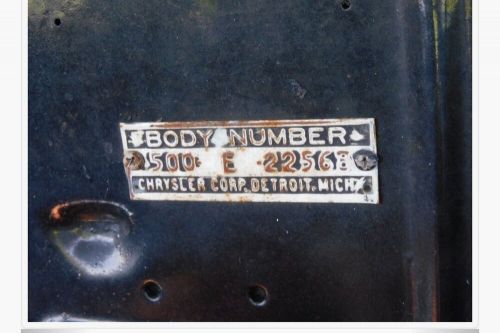 BODY NUMBER
500 E 22568
CHRYSLER CORP. DETROIT. MICH.